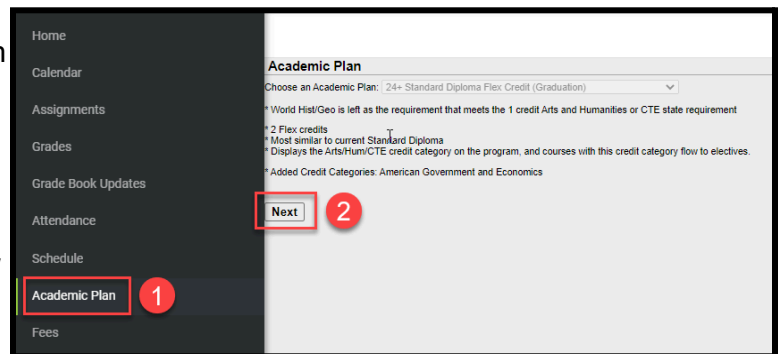 Home
Calendar
Assignments
Grades
Grade Book Updates
Attendance
Schedule
Academic Plan
1
Fees
Academic Plan
Choose an Academic Plan: 24+ Standard Diploma Flex Credit (Graduation)
* World Hist/Geo is left as the requirement that meets the 1 credit Arts and Humanities or CTE state requirement
* 2 Flex credits
* Most similar to current Standard Diploma
* Displays the Arts/Hum/CTE credit category on the program, and courses with this credit category flow to electives.
* Added Credit Categories: American Government and Economics
Next
2